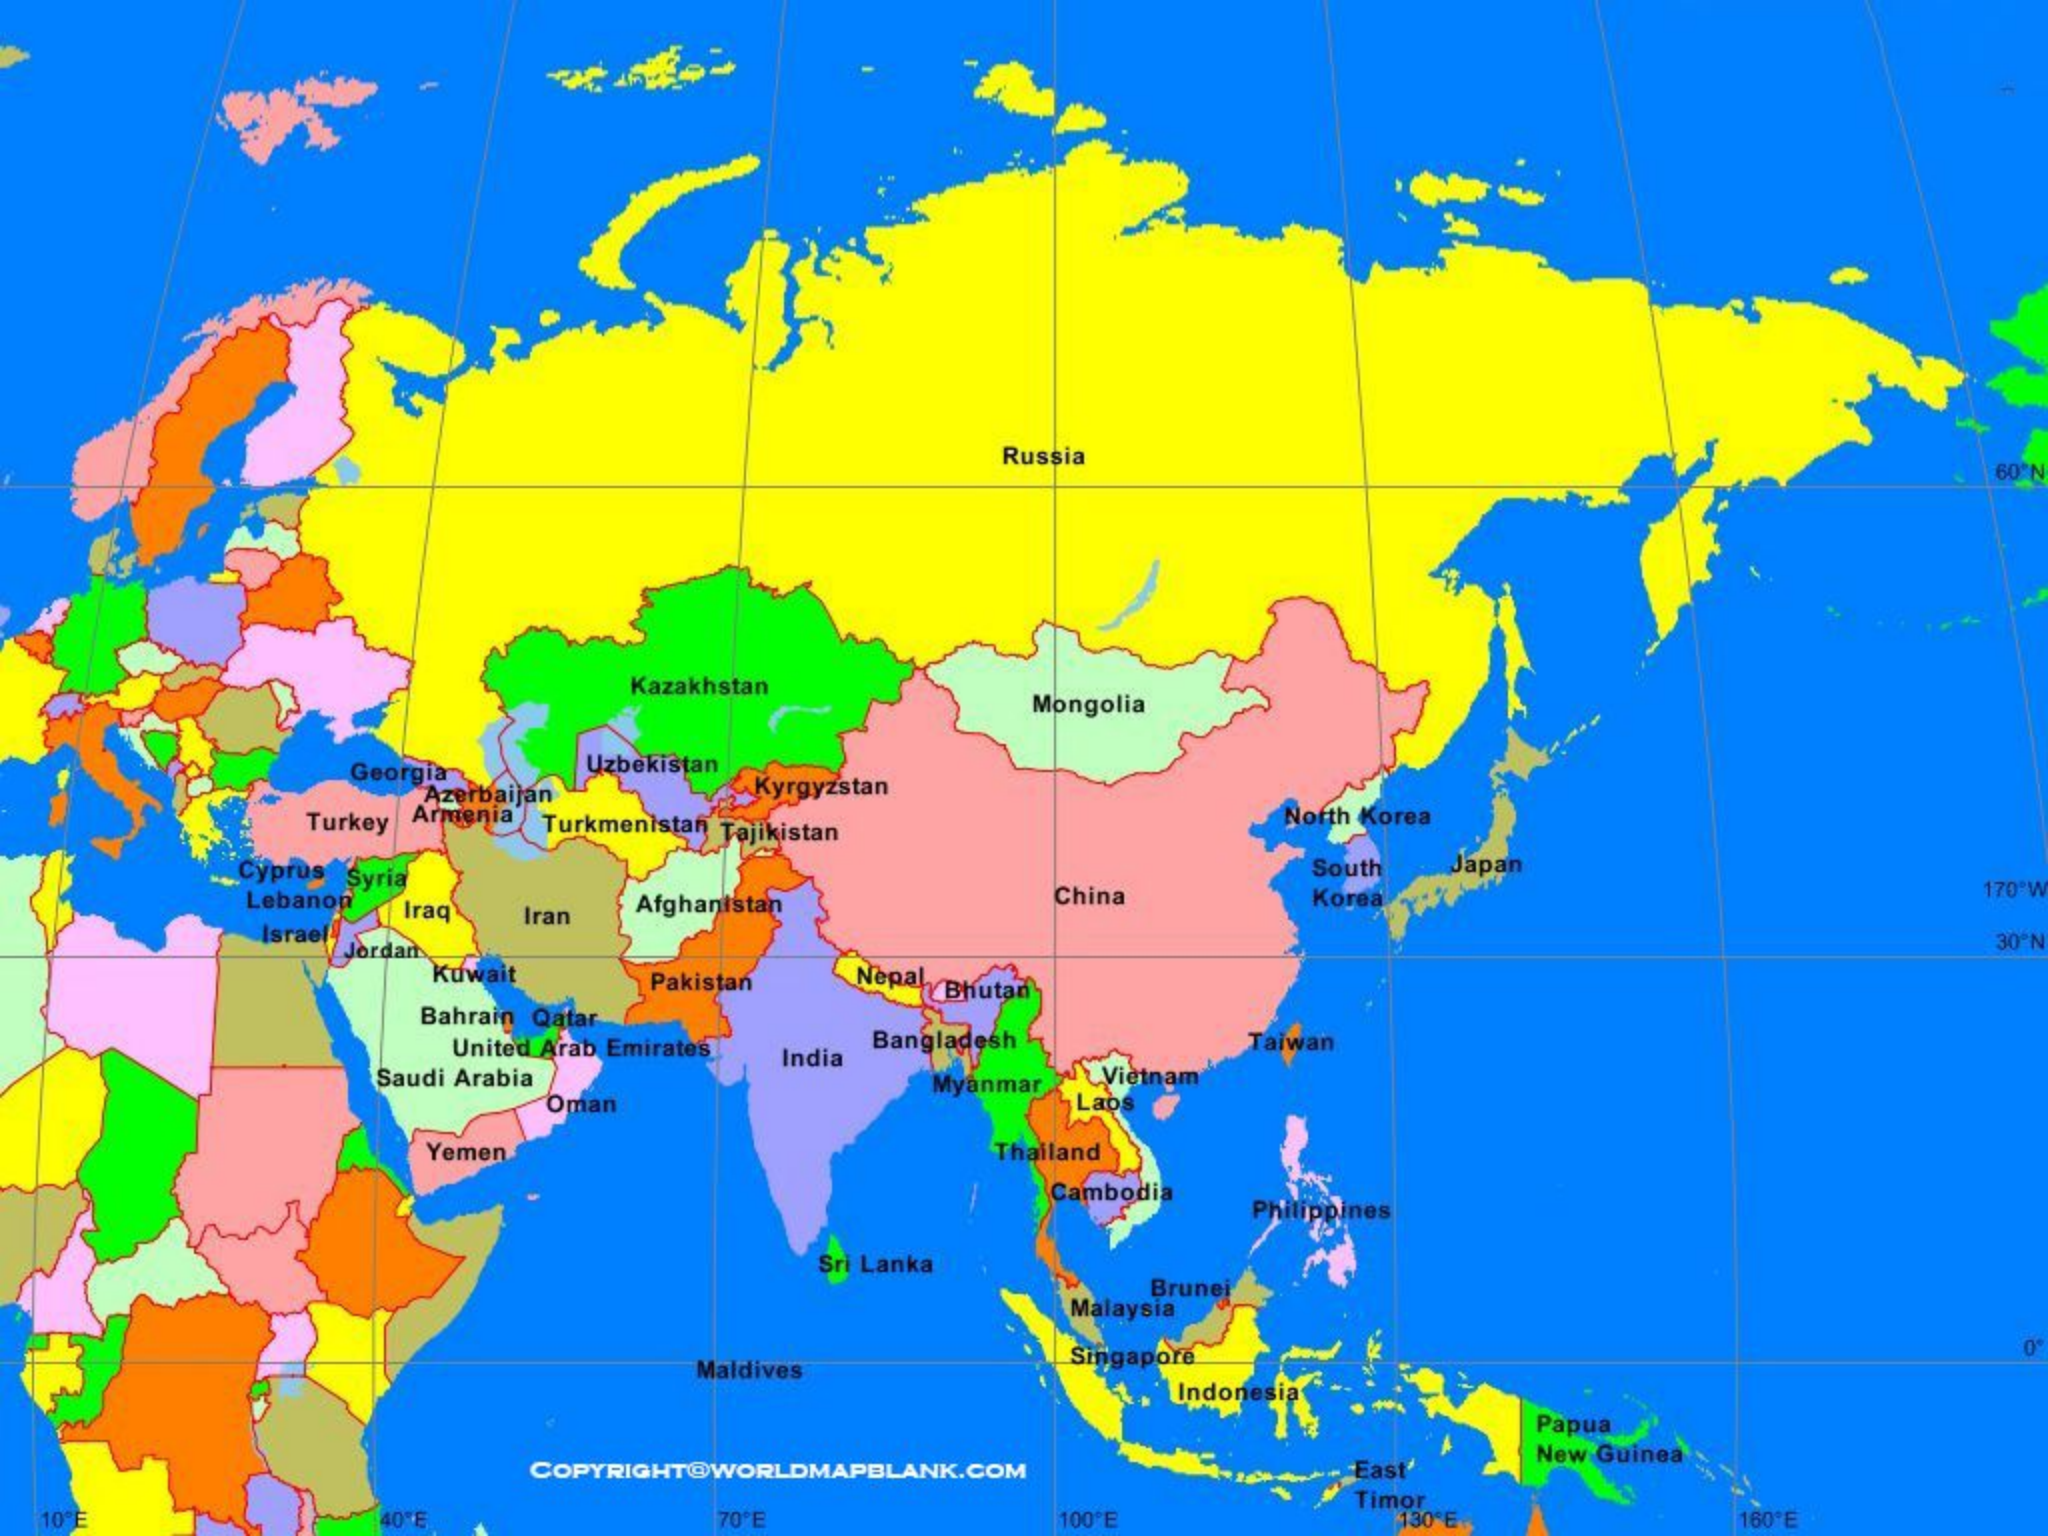 Russia
60°N
Kazakhstan
Mongolia
Georgia
Uzbekistan
Azerbaijan
Kyrgyzstan
Armenia
Turkey
Turkmenistan
Tajikistan
North Korea
Cyprus
Syria
South
Korea
Japan
Lebanon
Iraq
Iran
Afghanistan
China
170°W
Israel
Jordan
30°N
Kuwait
Pakistan
Nepal
Bhutan
Bahrain
Qatar
United Arab Emirates
Bangladesh
Taiwan
India
Saudi Arabia
Myanmar
Vietnam
Oman
Laos
Yemen
Thailand
Cambodia
Philippines
Sri Lanka
Brunei
Malaysia
0°
Maldives
Singapore
Indonesia
Papua
New Guinea
Copyright@worldmapblank.com
East
Timor
10°E
40°E
70°E
100°E
130°E
160°E